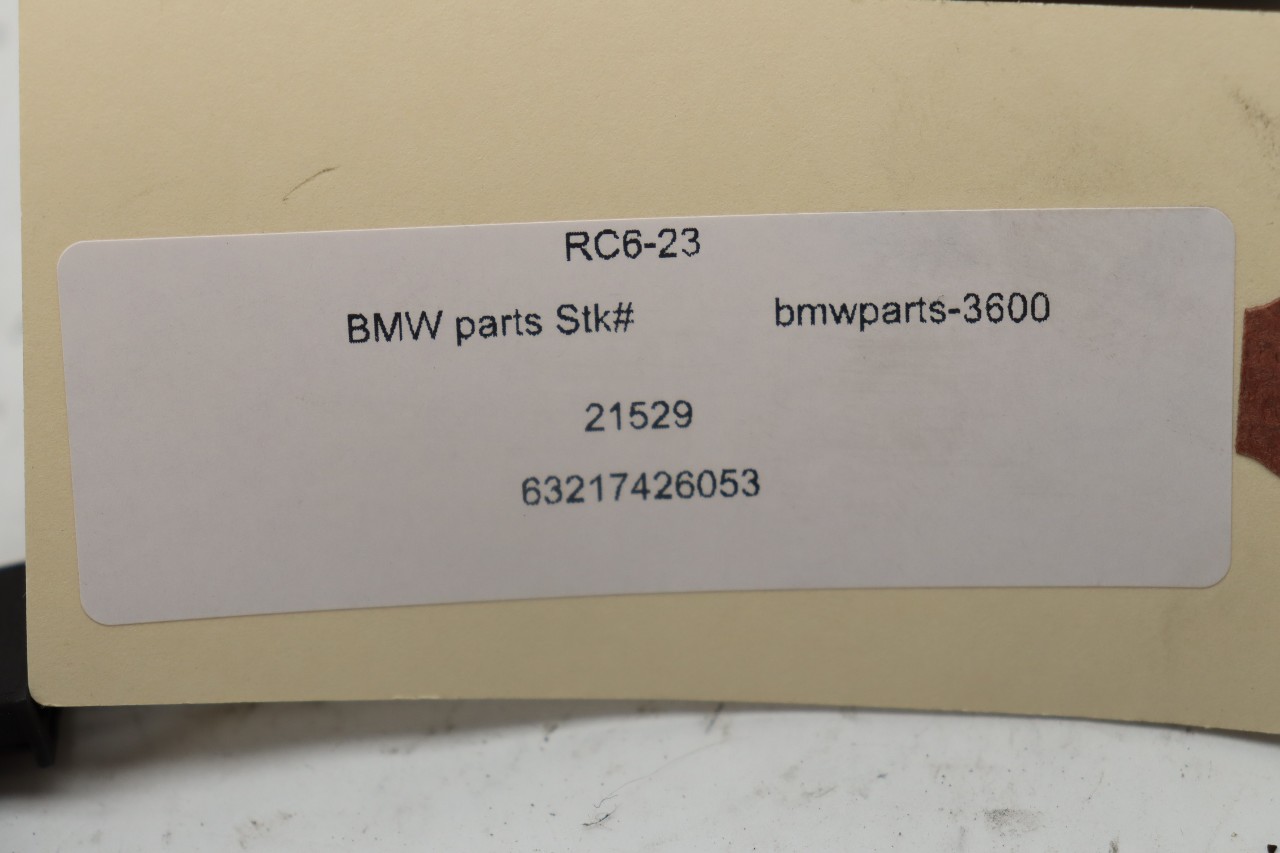 RC6-23
BMW parts Stk# bmwparts-3600
21529
63217426053